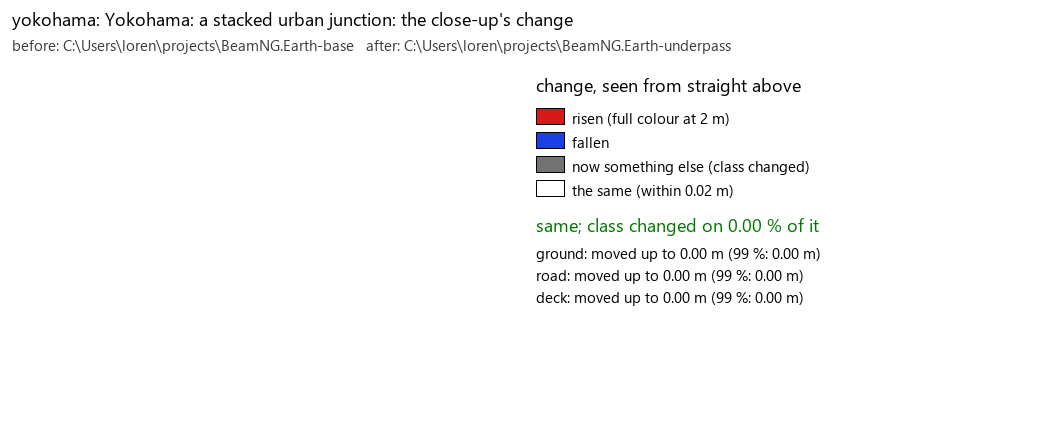 yokohama: Yokohama: a stacked urban junction: the close-up's change
before: C:\Users\loren\projects\BeamNG.Earth-base   after: C:\Users\loren\projects\BeamNG.Earth-underpass
change, seen from straight above
risen (full colour at 2 m)
fallen
now something else (class changed)
the same (within 0.02 m)
same; class changed on 0.00 % of it
ground: moved up to 0.00 m (99 %: 0.00 m)
road: moved up to 0.00 m (99 %: 0.00 m)
deck: moved up to 0.00 m (99 %: 0.00 m)